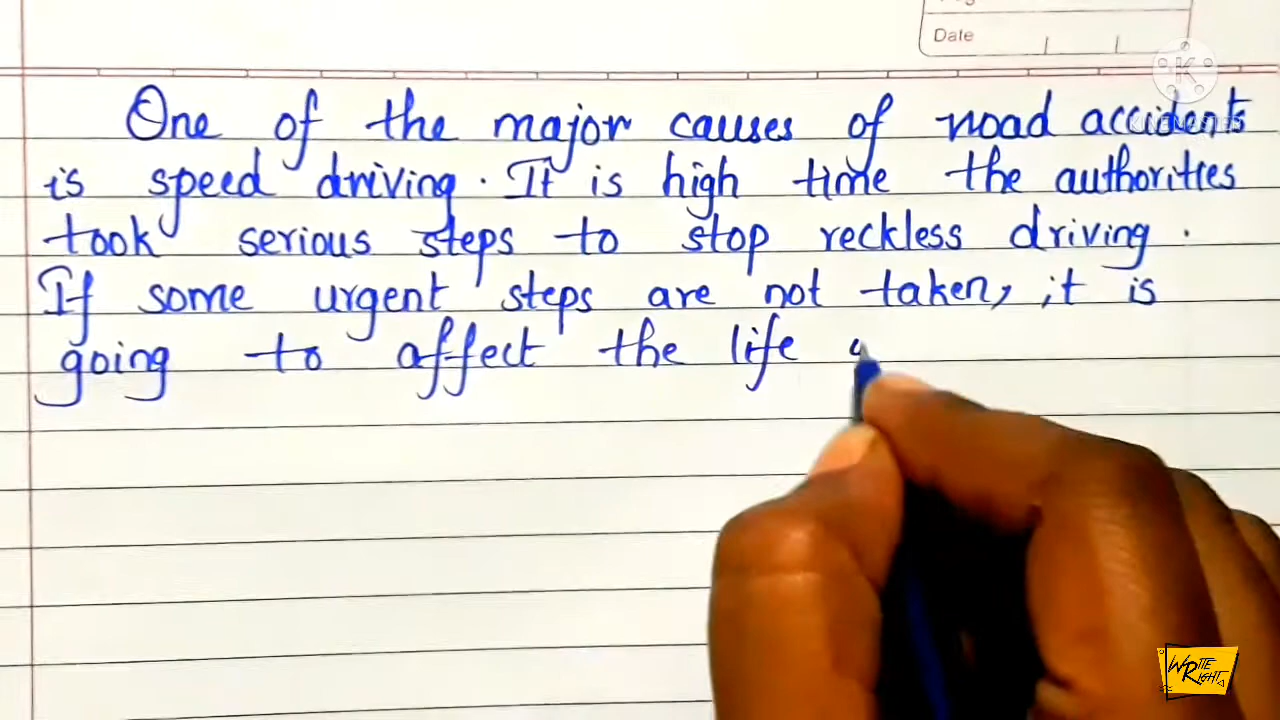 Date
One of the major causes of road accidents
is speed driving. It is high time the authorities
took serious steps to stop reckless driving.
If some urgent steps are not taken, it is
going to affect the life
WRITE
RIGHT